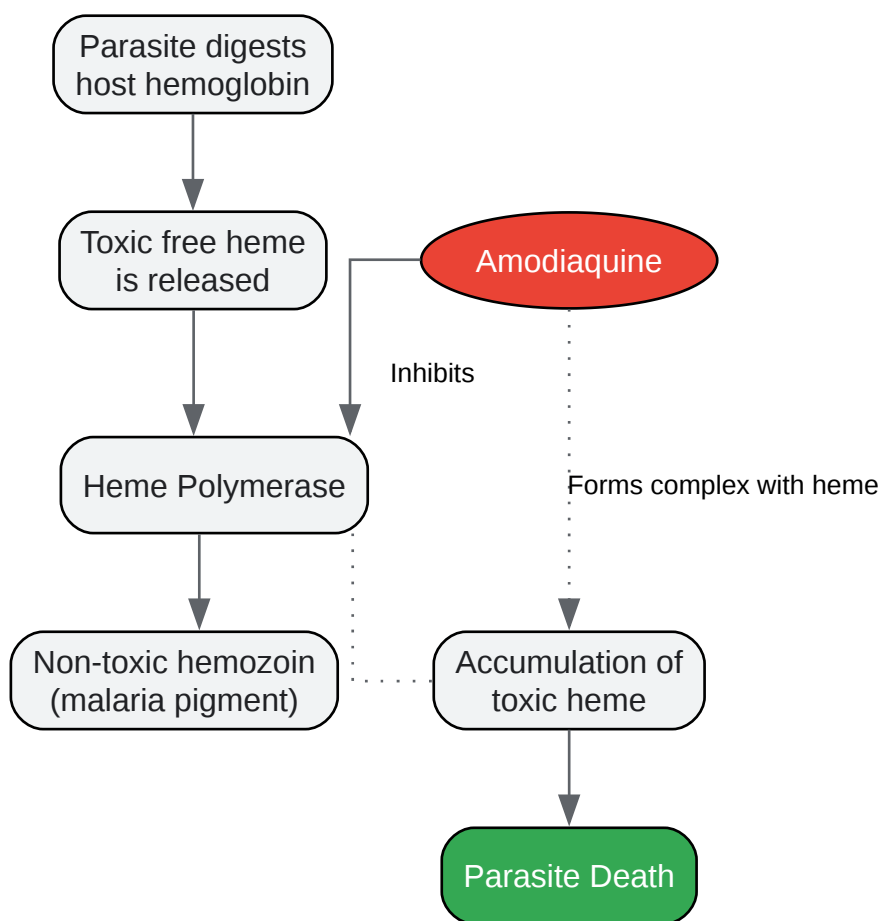 Parasite digests
host hemoglobin
Toxic free heme
is released
Amodiaquine
Inhibits
Heme Polymerase
Forms complex with heme
Non-toxic hemozoin
(malaria pigment)
Accumulation of
toxic heme
Parasite Death